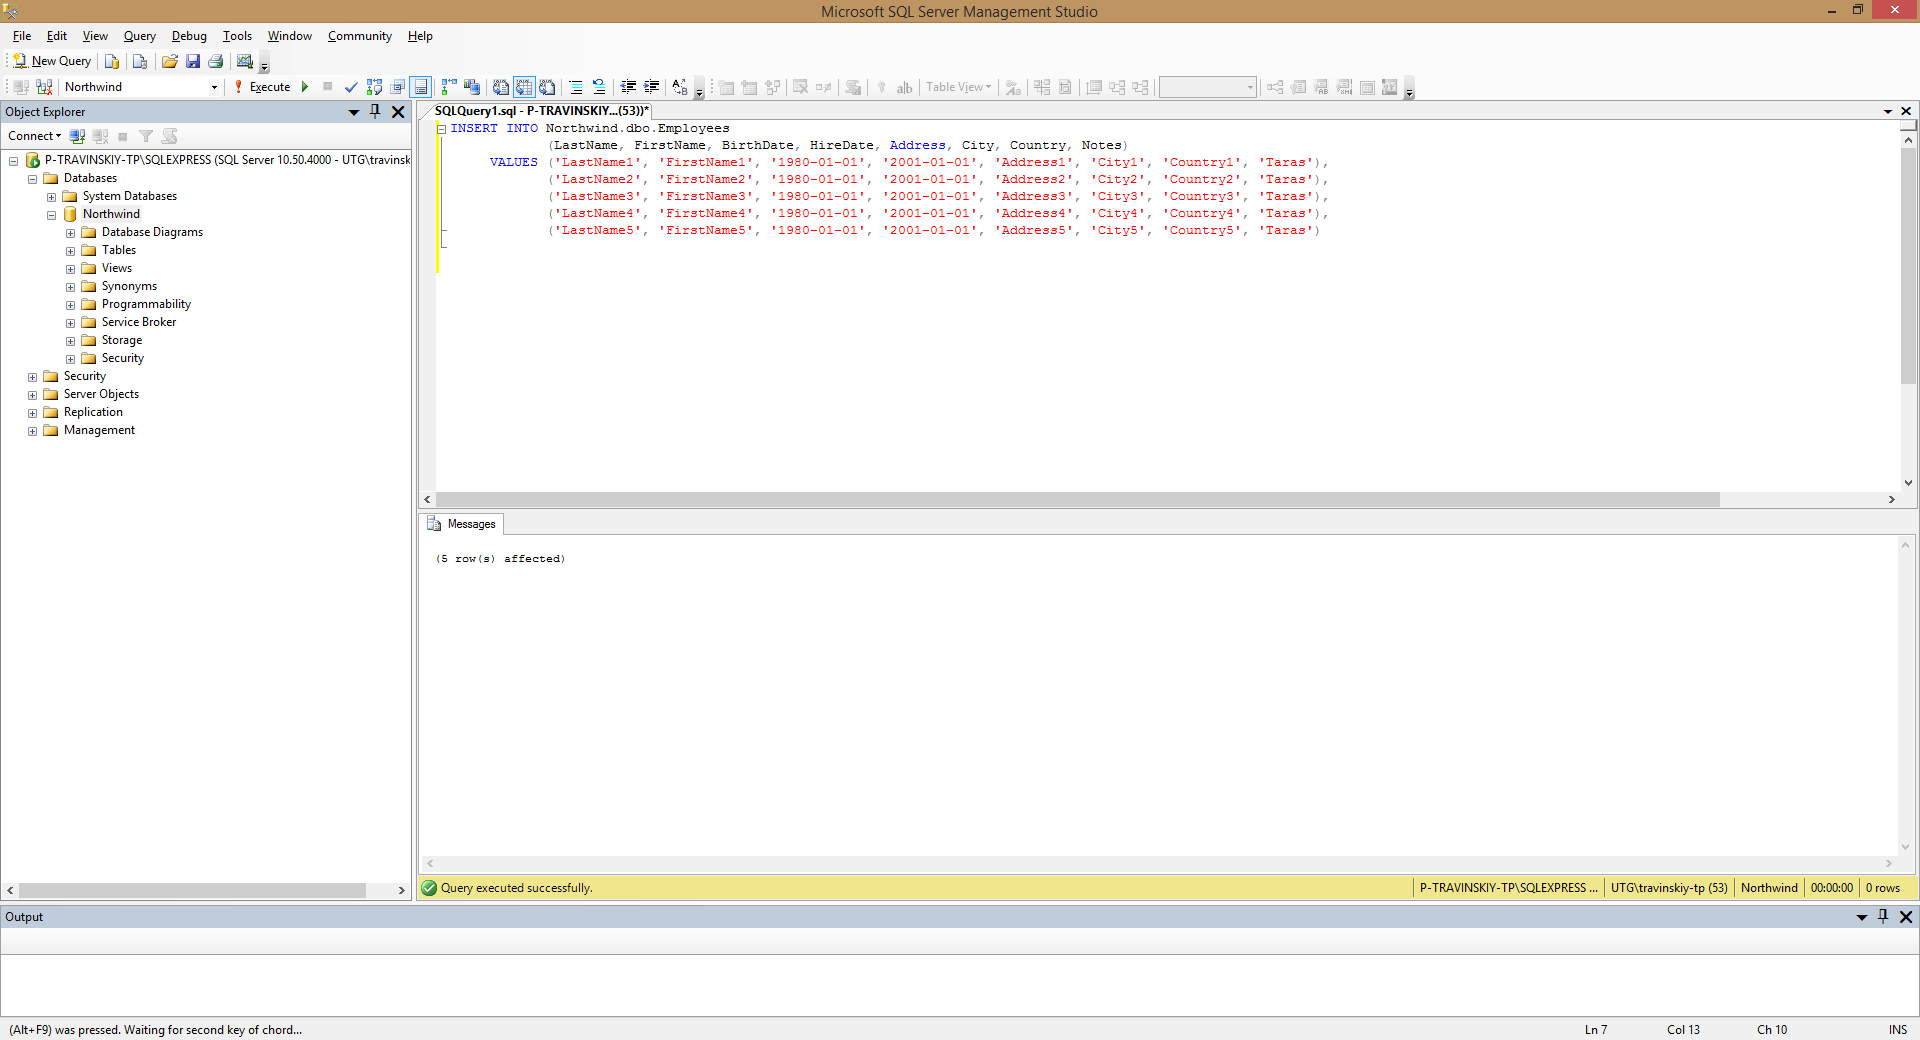 Microsoft SQL Server Management Studio
File Edit View Query Debug Tools Window Community Help
New Query
Northwind Execute Table View
Object Explorer
Connect
P-TRAVINSKIY-TP\SQLEXPRESS (SQL Server 10.50.4000 - UTG\travinsk
Databases
System Databases
Northwind
Database Diagrams
Tables
Views
Synonyms
Programmability
Service Broker
Storage
Security
Security
Server Objects
Replication
Management
SQLQuery1.sql - P-TRAVINSKIY...(53))*
INSERT INTO Northwind.dbo.Employees
(LastName, FirstName, BirthDate, HireDate, Address, City, Country, Notes)
VALUES ('LastName1', 'FirstName1', '1980-01-01', '2001-01-01', 'Address1', 'City1', 'Country1', 'Taras'),
('LastName2', 'FirstName2', '1980-01-01', '2001-01-01', 'Address2', 'City2', 'Country2', 'Taras'),
('LastName3', 'FirstName3', '1980-01-01', '2001-01-01', 'Address3', 'City3', 'Country3', 'Taras'),
('LastName4', 'FirstName4', '1980-01-01', '2001-01-01', 'Address4', 'City4', 'Country4', 'Taras'),
('LastName5', 'FirstName5', '1980-01-01', '2001-01-01', 'Address5', 'City5', 'Country5', 'Taras')
Messages
(5 row(s) affected)
Query executed successfully. P-TRAVINSKIY-TP\SQLEXPRESS ... UTG\travinskiy-tp (53) Northwind 00:00:00 0 rows
Output
(Alt+F9) was pressed. Waiting for second key of chord... Ln 7 Col 13 Ch 10 INS